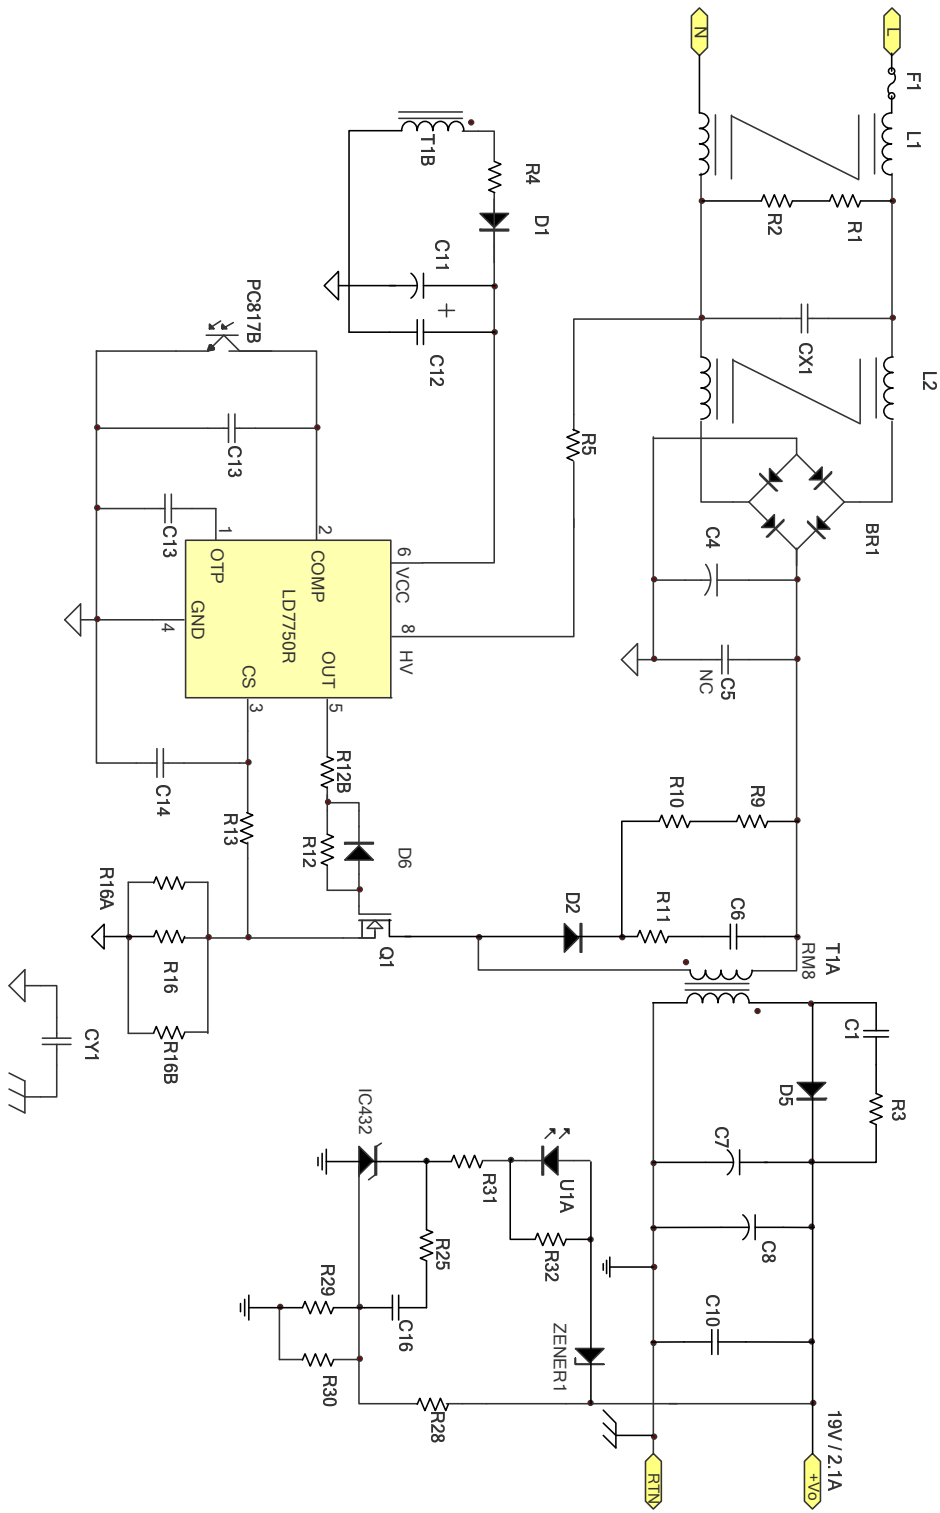 L
F1
L1
N
R1
R2
CX1
L2
BR1
C4
C5
NC
R5
R4
D1
T1B
C11
+
C12
PC817B
C13
C13
1
OTP
2
COMP
6
VCC
8
HV
LD7750R
GND
4
CS
3
OUT
5
C14
R13
R12B
R12
D6
Q1
R16A
R16
R16B
CY1
R9
R10
R11
C6
D2
T1A
RM8
C1
R3
D5
C7
C8
C10
19V / 2.1A
+Vo
RTN
IC432
R31
U1A
R32
R25
C16
R29
R30
R28
ZENER1